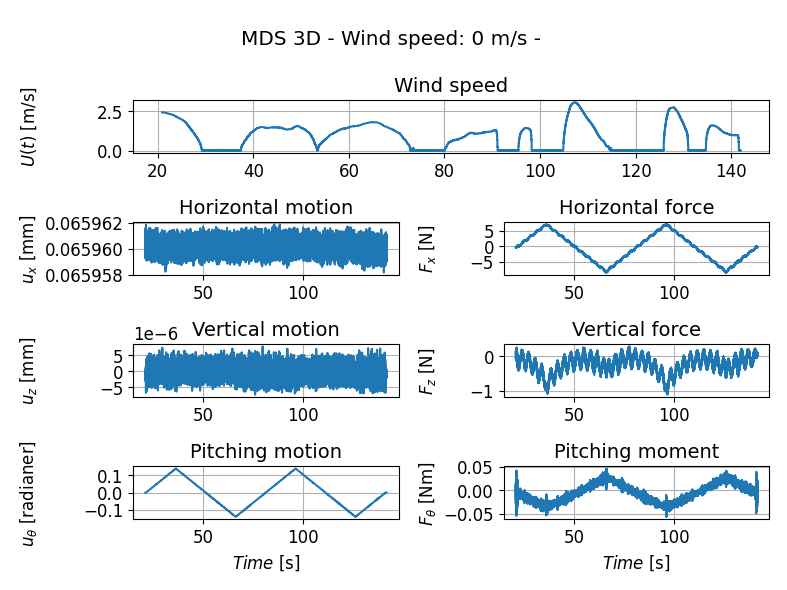 MDS 3D - Wind speed: 0 m/s -
Wind speed
U(t) [m/s]
2.5
0.0
20 40 60 80 100 120 140
Horizontal motion
u_x [mm]
0.065962
0.065960
0.065958
50 100
Horizontal force
F_x [N]
5
0
−5
50 100
Vertical motion
1e−6
u_z [mm]
5
0
−5
50 100
Vertical force
F_z [N]
0
−1
50 100
Pitching motion
u_θ [radianer]
0.1
0.0
−0.1
50 100
Time [s]
Pitching moment
F_θ [Nm]
0.05
0.00
−0.05
50 100
Time [s]